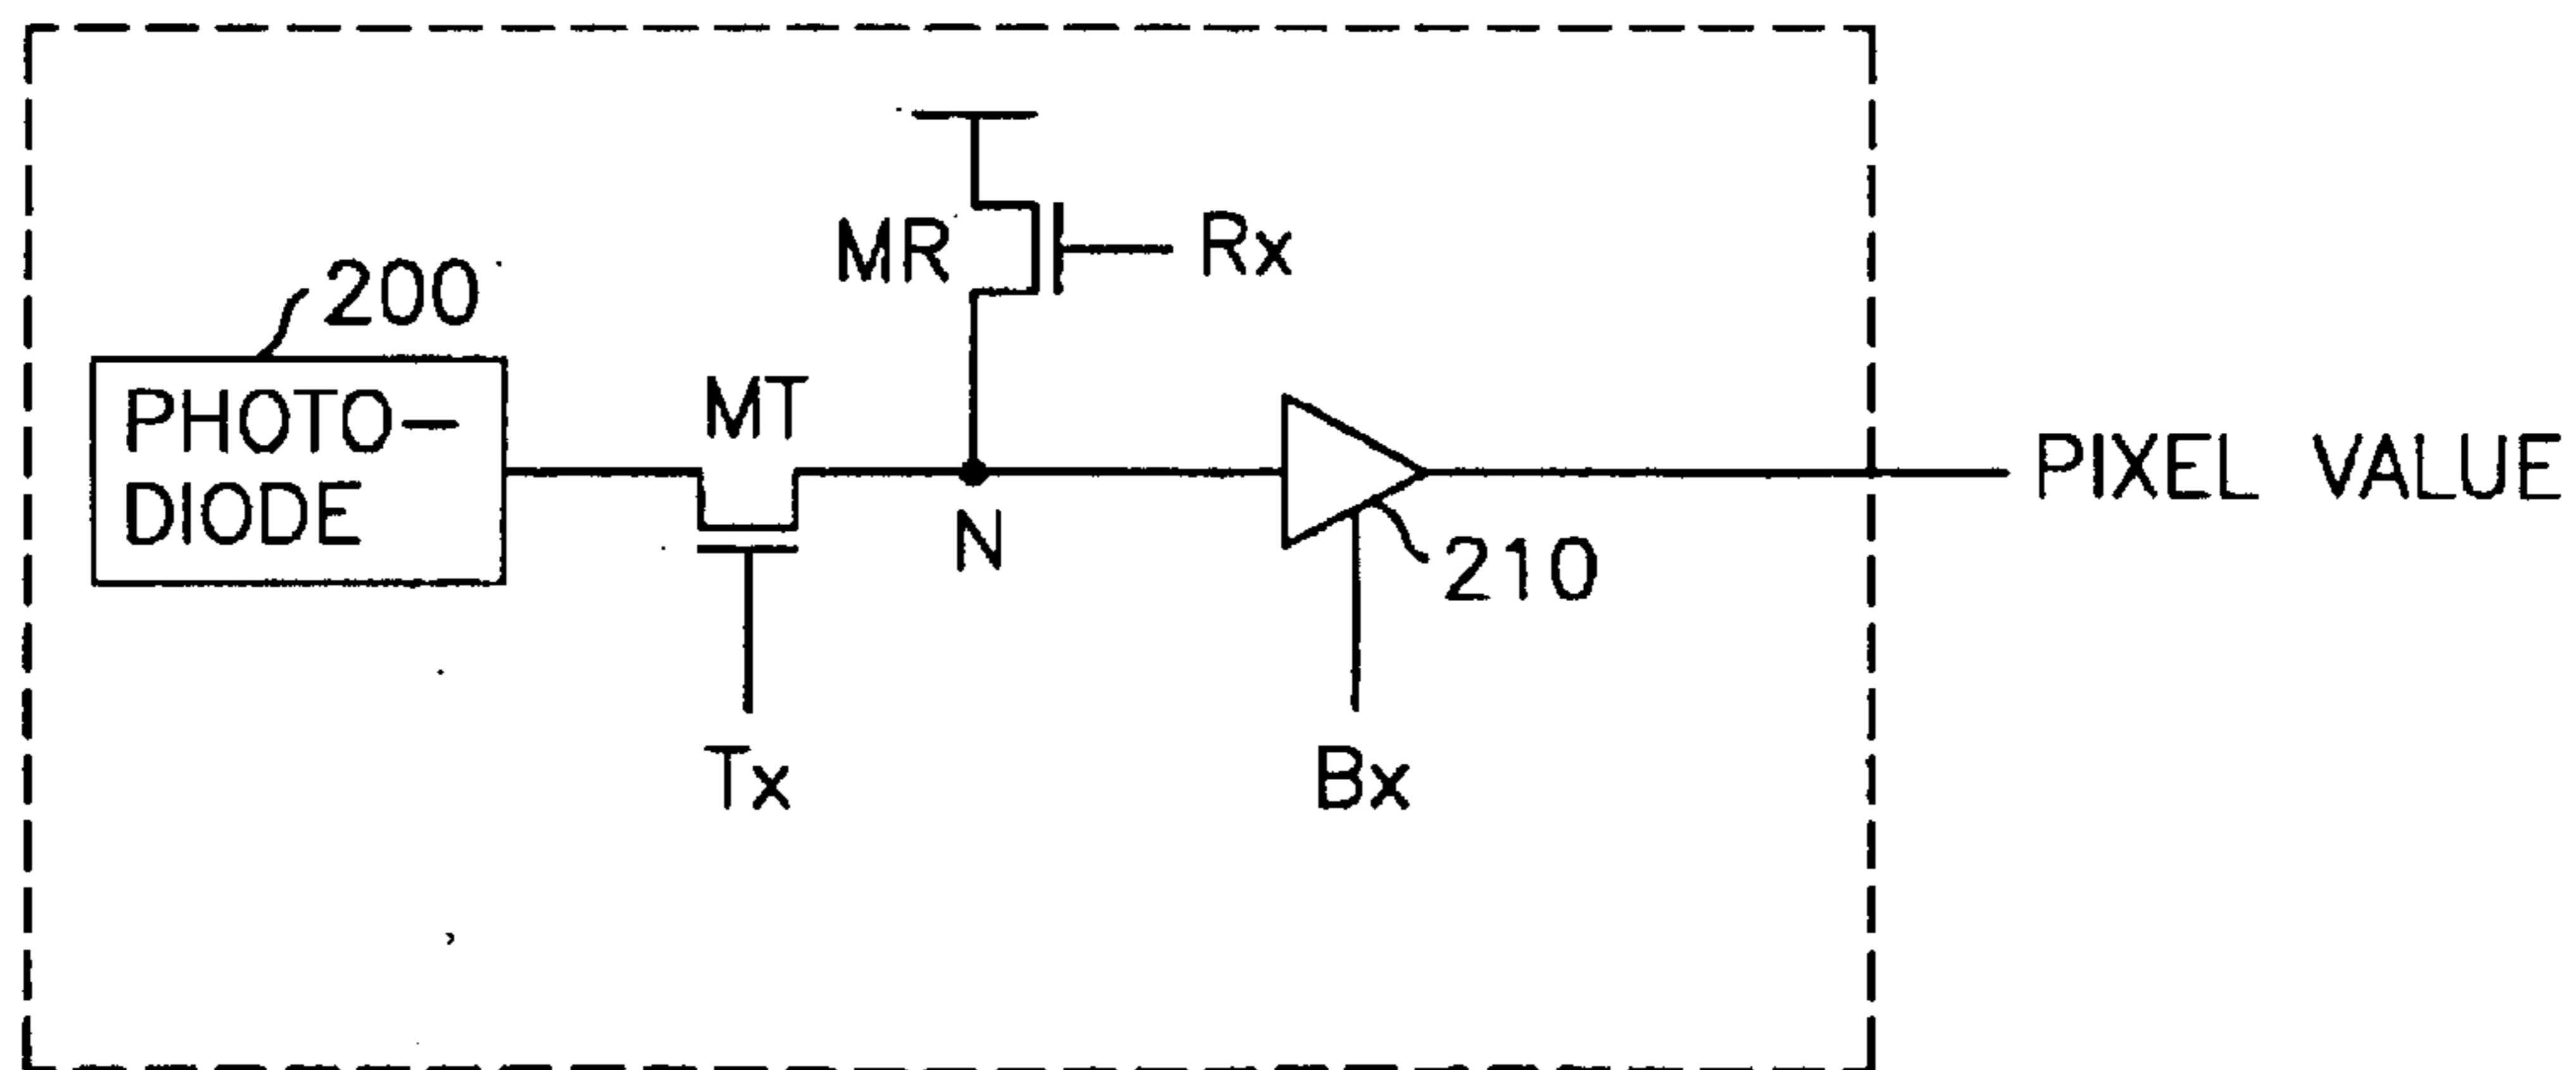 MR
Rx
200
PHOTO-
DIODE
MT
N
210
PIXEL VALUE
Tx
Bx